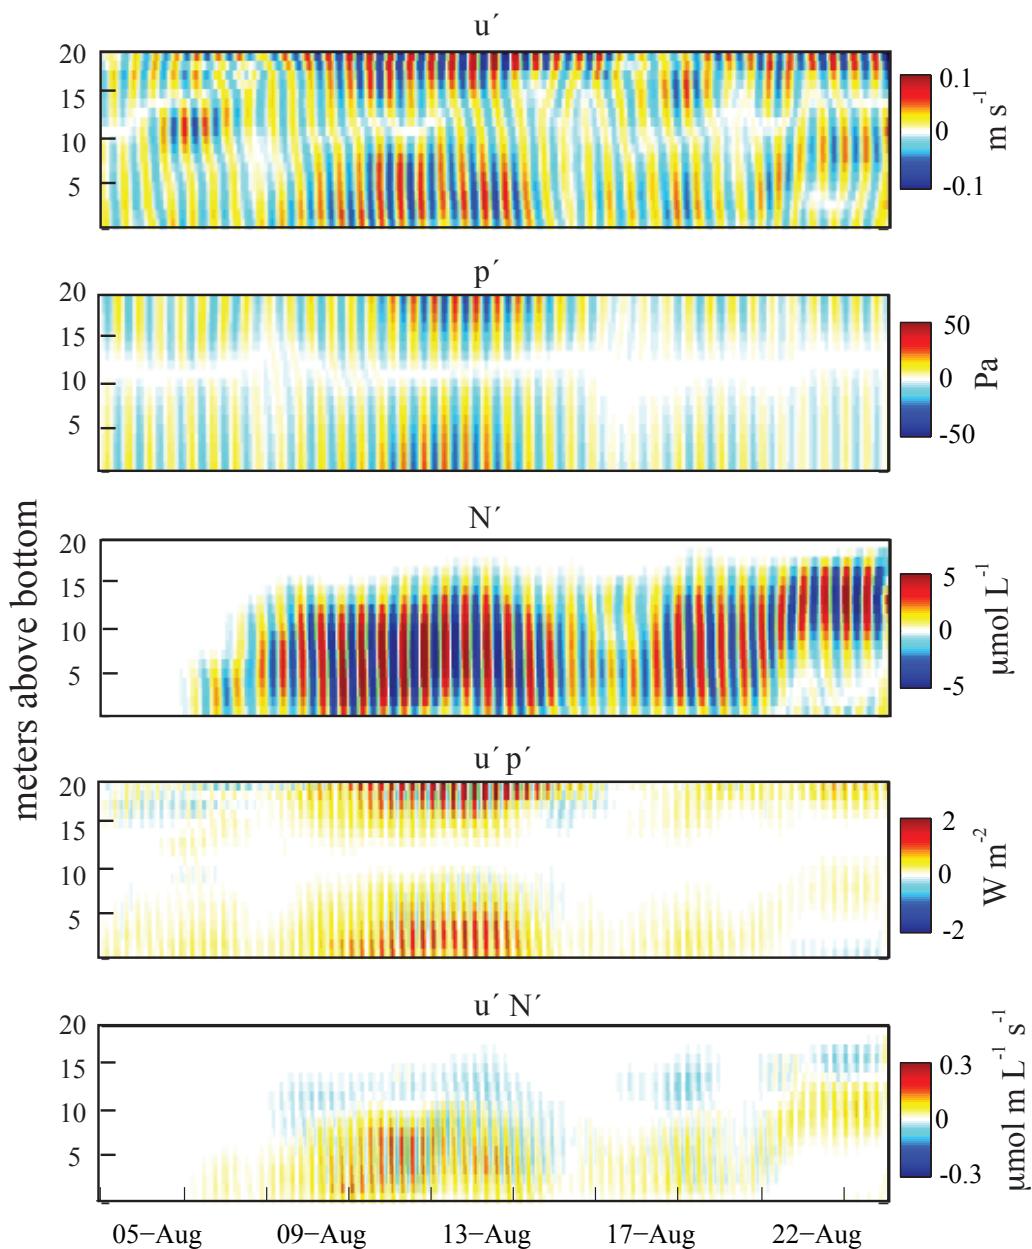 u´
20
15
10
5
0.1
0
-0.1
m s⁻¹
p´
20
15
10
5
50
0
-50
Pa
meters above bottom
N´
20
15
10
5
5
0
-5
µmol L⁻¹
u´ p´
20
15
10
5
2
0
-2
W m⁻²
u´ N´
20
15
10
5
0.3
0
-0.3
µmol m L⁻¹ s⁻¹
05−Aug 09−Aug 13−Aug 17−Aug 22−Aug